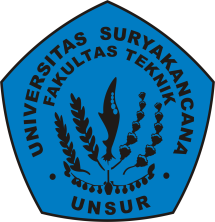 UNIVERSITAS SURYAKANCANA
FAKULTAS TEKNIK
UNSUR